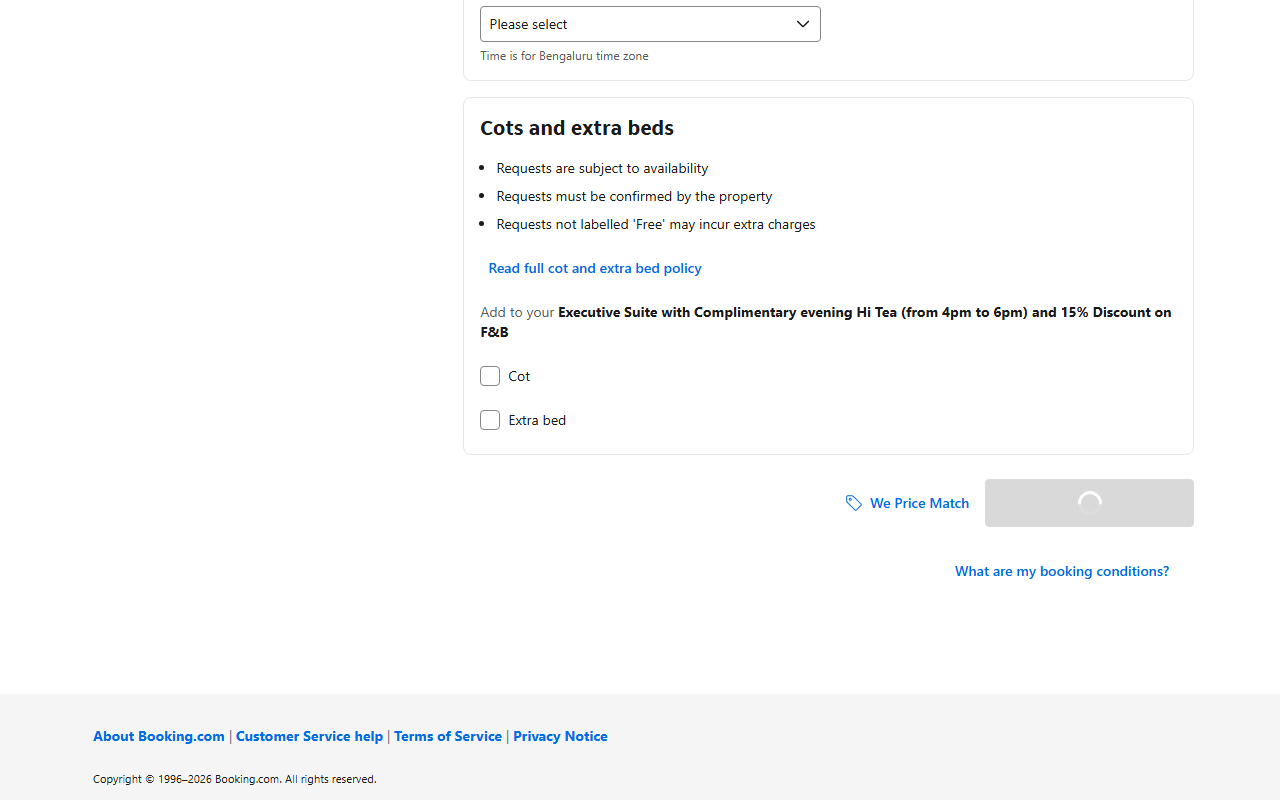 Please select
Time is for Bengaluru time zone
Cots and extra beds
Requests are subject to availability
Requests must be confirmed by the property
Requests not labelled 'Free' may incur extra charges
Read full cot and extra bed policy
Add to your Executive Suite with Complimentary evening Hi Tea (from 4pm to 6pm) and 15% Discount on
F&B
Cot
Extra bed
We Price Match
What are my booking conditions?
About Booking.com | Customer Service help | Terms of Service | Privacy Notice
Copyright © 1996–2026 Booking.com. All rights reserved.